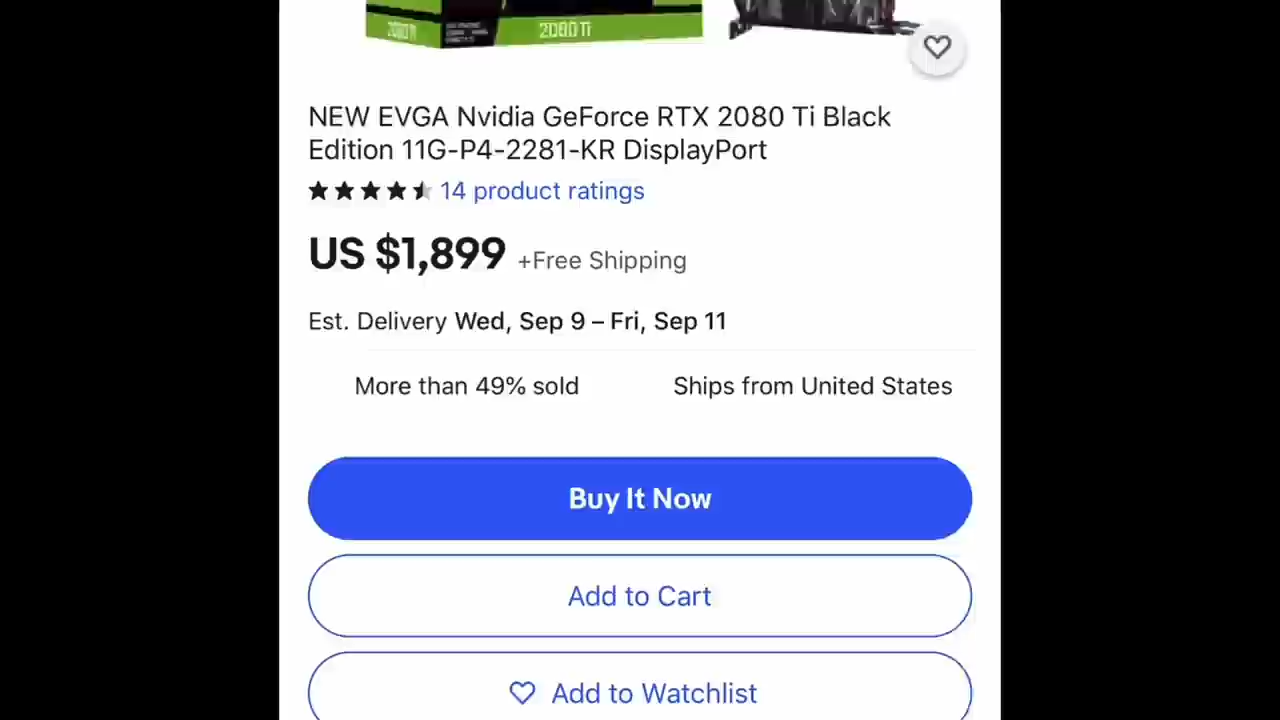 2080 Ti
2080 Ti
NEW EVGA Nvidia GeForce RTX 2080 Ti Black
Edition 11G-P4-2281-KR DisplayPort
14 product ratings
US $1,899 +Free Shipping
Est. Delivery Wed, Sep 9 – Fri, Sep 11
More than 49% sold
Ships from United States
Buy It Now
Add to Cart
Add to Watchlist